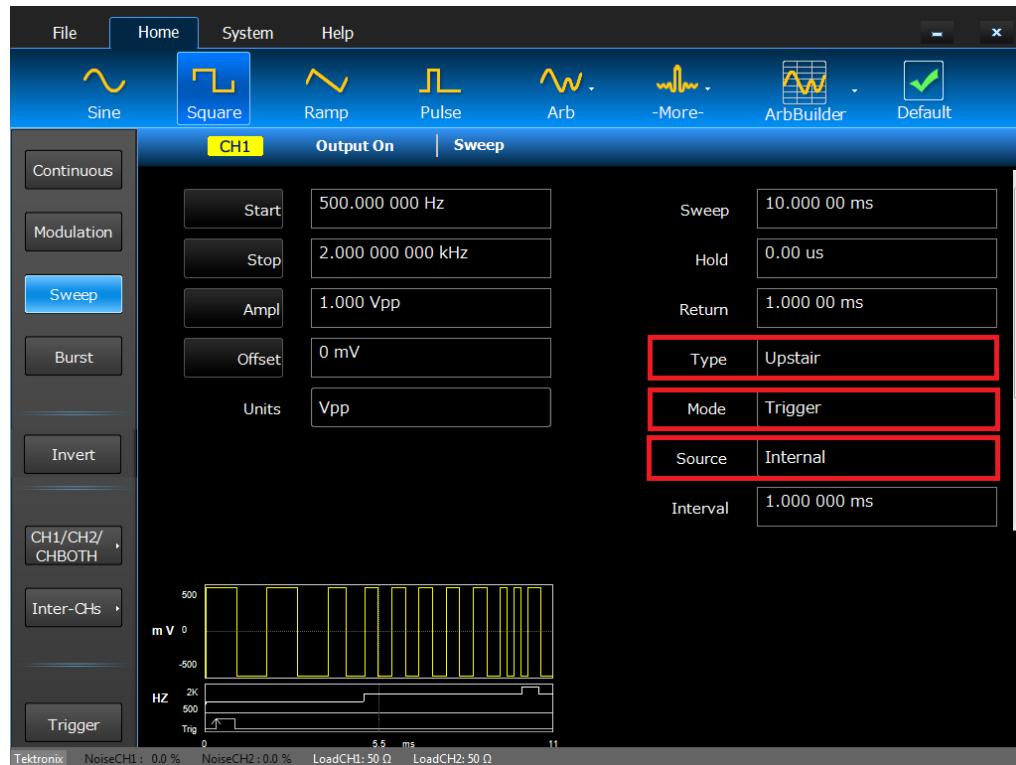 File Home System Help
Sine Square Ramp Pulse Arb -More- ArbBuilder Default
CH1 Output On Sweep
Continuous
Modulation
Sweep
Burst
Invert
CH1/CH2/
CHBOTH
Inter-CHs
Trigger
Start 500.000 000 Hz
Stop 2.000 000 000 kHz
Ampl 1.000 Vpp
Offset 0 mV
Units Vpp
Sweep 10.000 00 ms
Hold 0.00 us
Return 1.000 00 ms
Type Upstair
Mode Trigger
Source Internal
Interval 1.000 000 ms
500
m V 0
-500
HZ 2K
500
Trig
0 5.5 ms 11
Tektronix NoiseCH1: 0.0 % NoiseCH2: 0.0 % LoadCH1: 50 Ω LoadCH2: 50 Ω